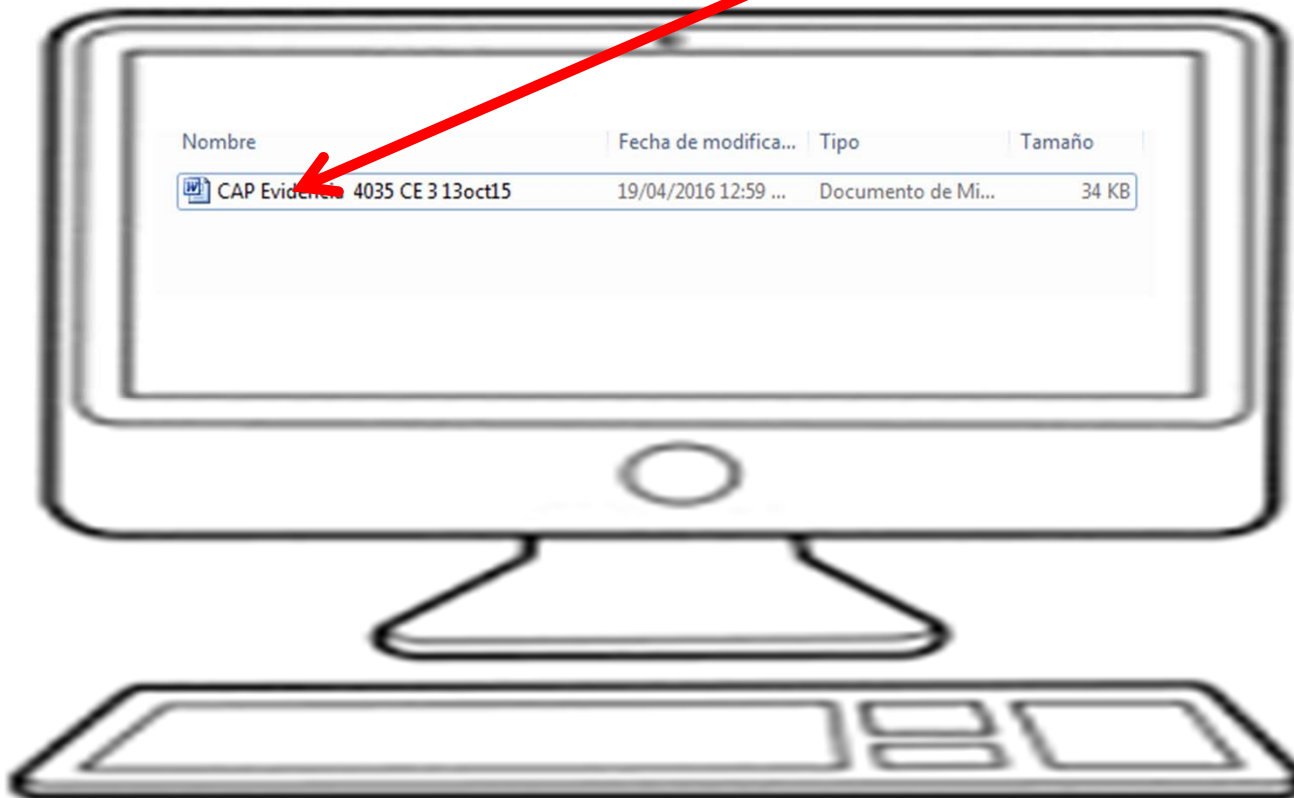 Nombre Fecha de modifica... Tipo Tamaño
CAP Evidencia 4035 CE 3 13oct15 19/04/2016 12:59 ... Documento de Mi... 34 KB